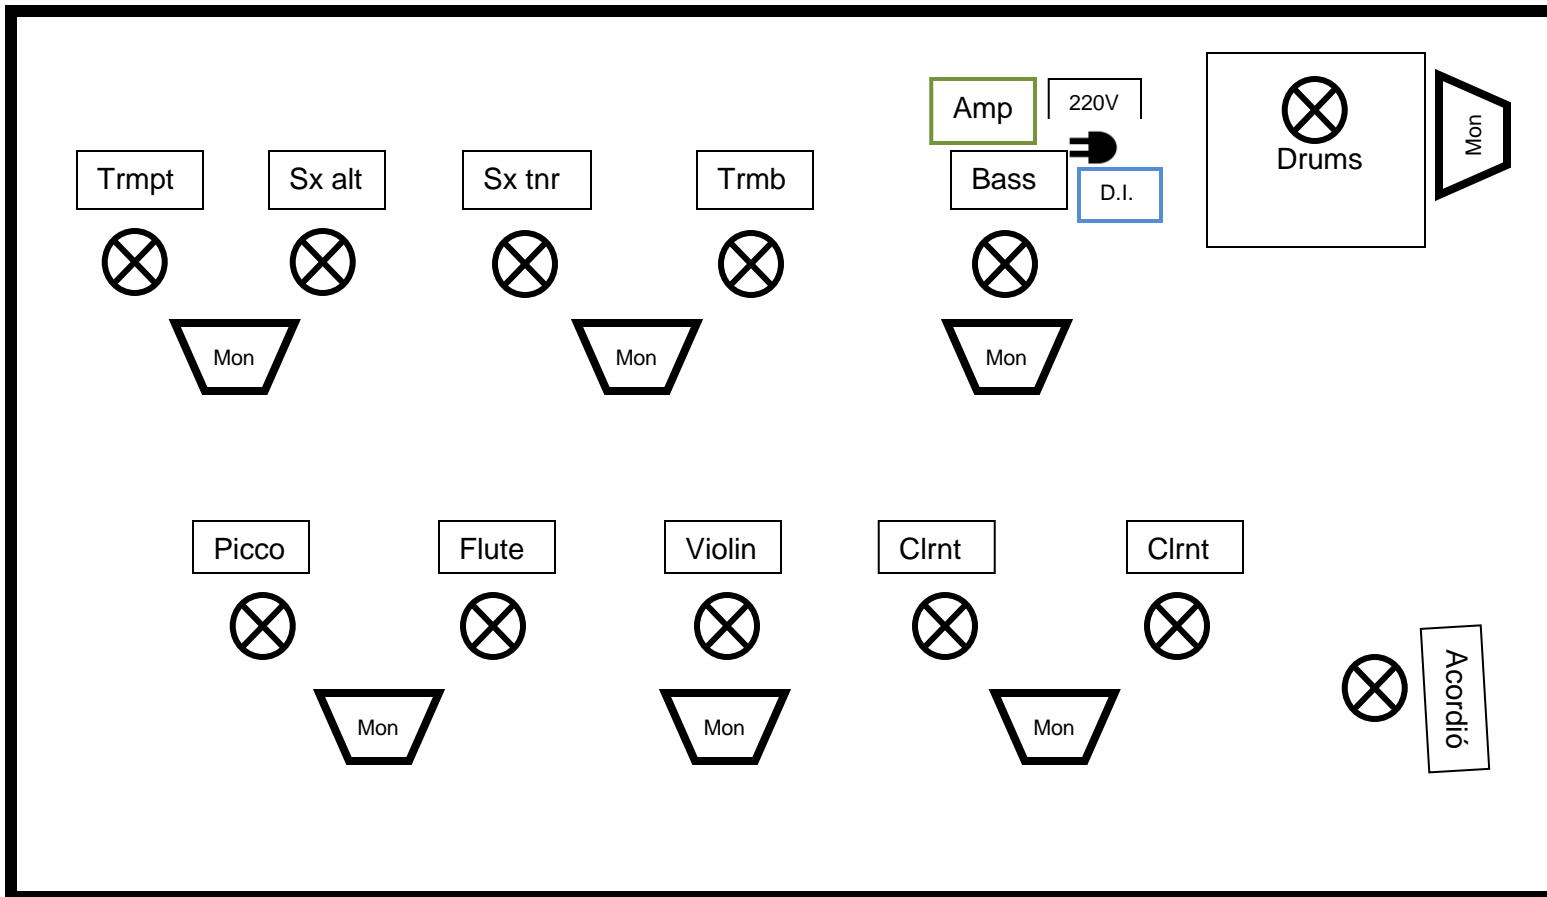 Amp
220V
Mon
Drums
Trmpt
Sx alt
Sx tnr
Trmb
Bass
D.I.
Mon
Mon
Mon
Picco
Flute
Violin
Clrnt
Clrnt
Acordió
Mon
Mon
Mon